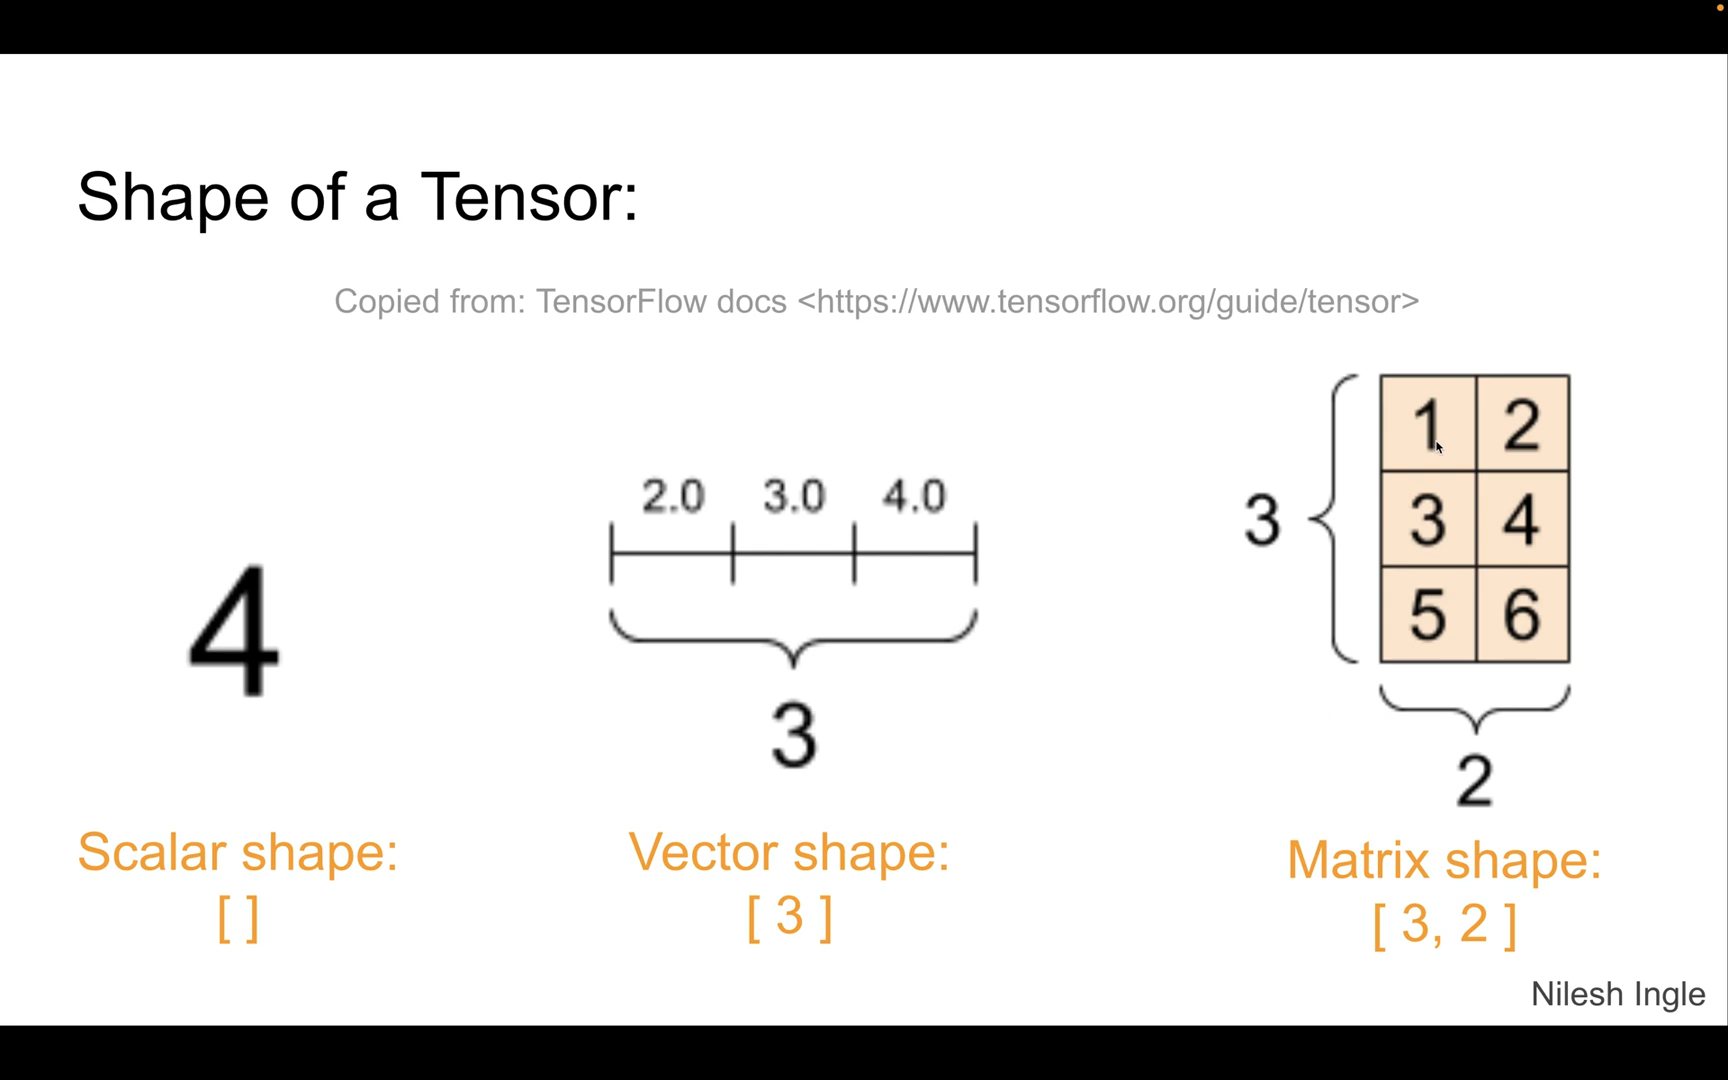 Shape of a Tensor:
Copied from: TensorFlow docs <https://www.tensorflow.org/guide/tensor>
4
2.0 3.0 4.0
3
3
1 2
3 4
5 6
2
Scalar shape:
[ ]
Vector shape:
[ 3 ]
Matrix shape:
[ 3, 2 ]
Nilesh Ingle